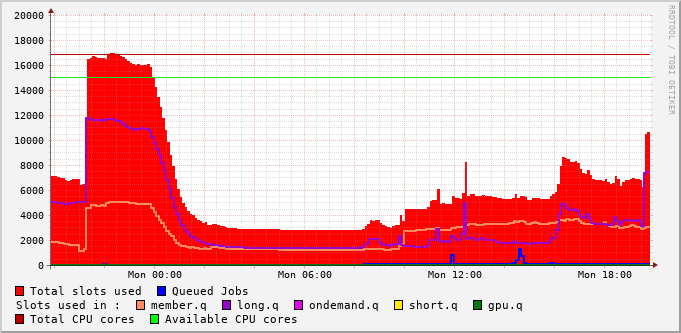 20000
18000
16000
14000
12000
10000
8000
6000
4000
2000
0
Mon 00:00 Mon 06:00 Mon 12:00 Mon 18:00
RRDTOOL / TOBI OETIKER
Total slots used Queued Jobs
Slots used in : member.q long.q ondemand.q short.q gpu.q
Total CPU cores Available CPU cores